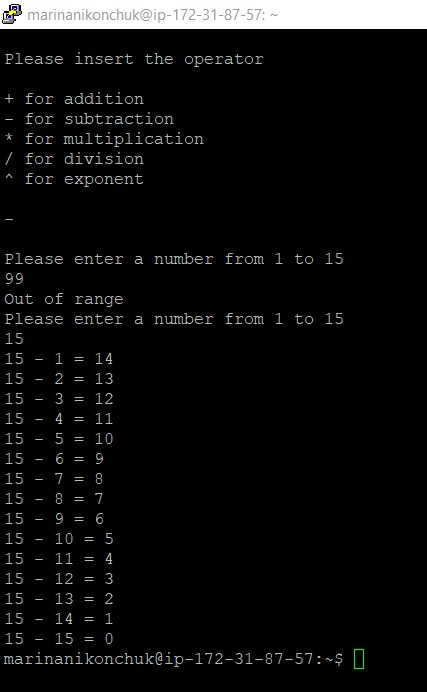 marinanikonchuk@ip-172-31-87-57: ~
Please insert the operator
+ for addition
- for subtraction
* for multiplication
/ for division
^ for exponent
-
Please enter a number from 1 to 15
99
Out of range
Please enter a number from 1 to 15
15
15 - 1 = 14
15 - 2 = 13
15 - 3 = 12
15 - 4 = 11
15 - 5 = 10
15 - 6 = 9
15 - 7 = 8
15 - 8 = 7
15 - 9 = 6
15 - 10 = 5
15 - 11 = 4
15 - 12 = 3
15 - 13 = 2
15 - 14 = 1
15 - 15 = 0
marinanikonchuk@ip-172-31-87-57:~$